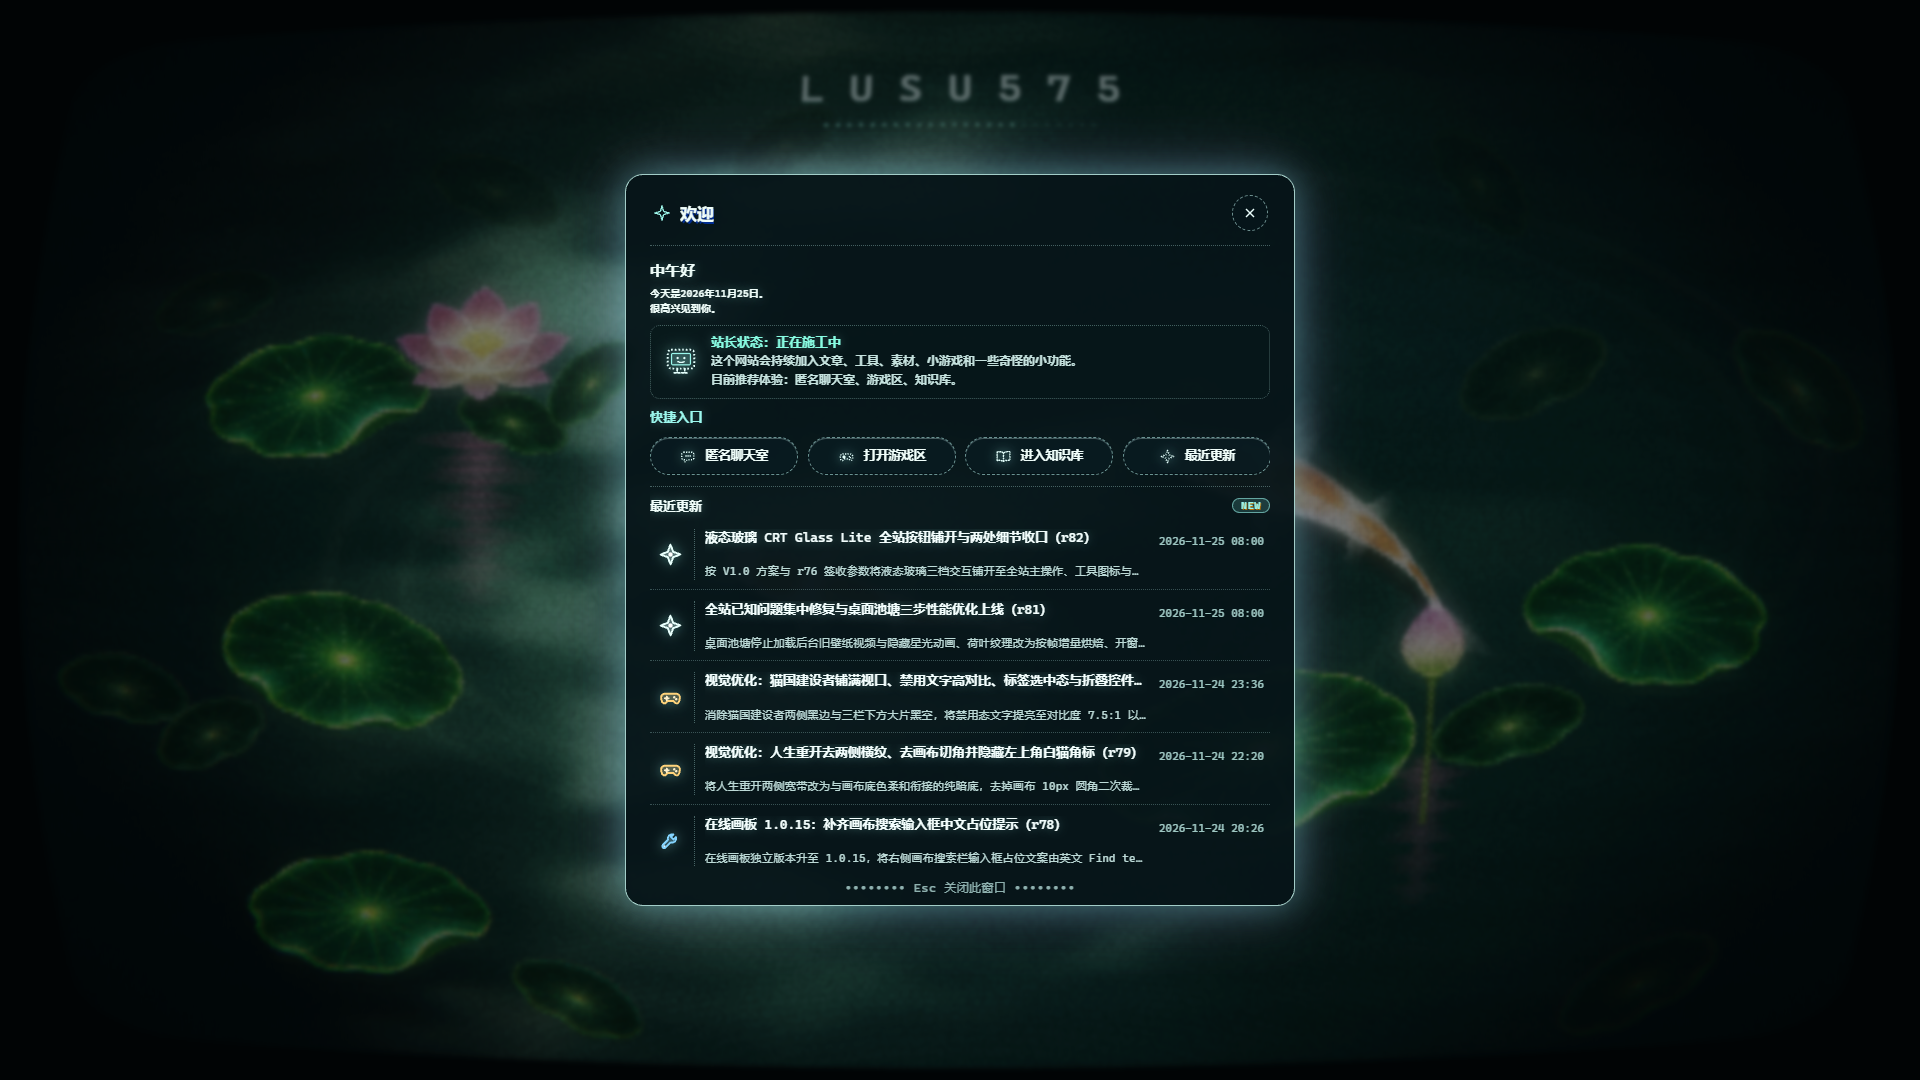 LUSU575
欢迎
中午好
今天是2026年11月25日。
很高兴见到你。
站长状态：正在施工中
这个网站会持续加入文章、工具、素材、小游戏和一些奇怪的小功能。
目前推荐体验：匿名聊天室、游戏区、知识库。
快捷入口
匿名聊天室 打开游戏区 进入知识库 最近更新
最近更新 NEW
液态玻璃 CRT Glass Lite 全站按钮铺开与两处细节收口 (r82) 2026-11-25 08:00
按 V1.0 方案与 r76 签收参数将液态玻璃三档交互铺开至全站主操作、工具图标与…
全站已知问题集中修复与桌面池塘三步性能优化上线 (r81) 2026-11-25 08:00
桌面池塘停止加载后台旧壁纸视频与隐藏星光动画、荷叶纹理改为按帧增量烘焙、开窗…
视觉优化：猫国建设者铺满视口、禁用文字高对比、标签选中态与折叠控件… 2026-11-24 23:36
消除猫国建设者两侧黑边与三栏下方大片黑空，将禁用态文字提亮至对比度 7.5:1 以…
视觉优化：人生重开去两侧横纹、去画布切角并隐藏左上角白猫角标 (r79) 2026-11-24 22:20
将人生重开两侧宽带改为与画布底色柔和衔接的纯暗底，去掉画布 10px 圆角二次裁…
在线画板 1.0.15：补齐画布搜索输入框中文占位提示 (r78) 2026-11-24 20:26
在线画板独立版本升至 1.0.15，将右侧画布搜索栏输入框占位文案由英文 Find te…
Esc 关闭此窗口